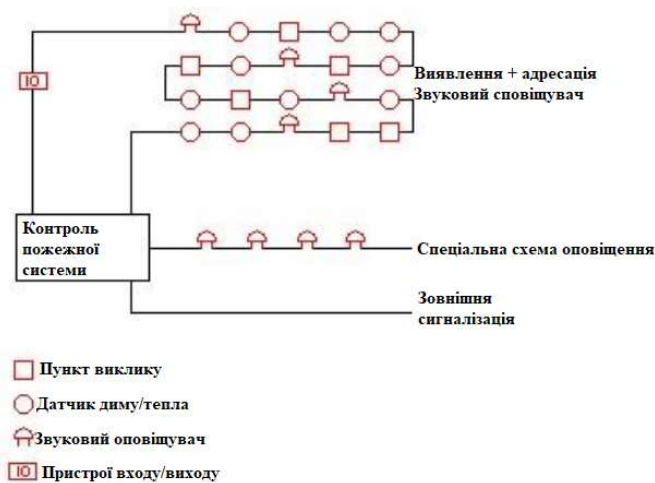 Виявлення + адресація
Звуковий сповіщувач
IO
Контроль
пожежної
системи
Спеціальна схема оповіщення
Зовнішня
сигналізація
Пункт виклику
Датчик диму/тепла
Звуковий оповіщувач
IO Пристрої входу/виходу